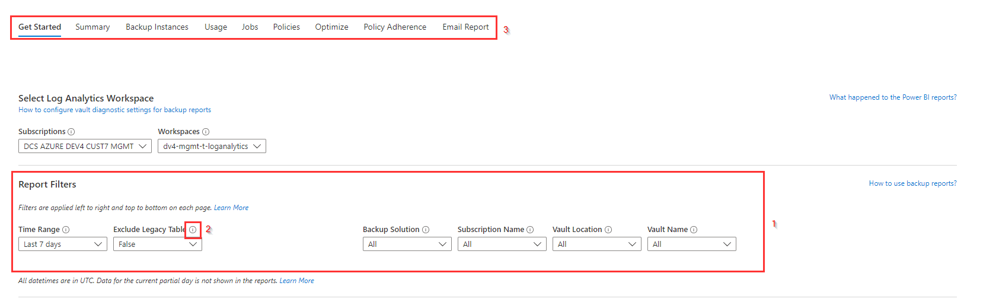 Get Started Summary Backup Instances Usage Jobs Policies Optimize Policy Adherence Email Report 3
Select Log Analytics Workspace What happened to the Power BI reports?
How to configure vault diagnostic settings for backup reports
Subscriptions Workspaces
DCS AZURE DEV4 CUST7 MGMT dv4-mgmt-t-loganalytics
Report Filters How to use backup reports?
Filters are applied left to right and top to bottom on each page. Learn More
Time Range Exclude Legacy Table 2 Backup Solution Subscription Name Vault Location Vault Name 1
Last 7 days False All All All All
All datetimes are in UTC. Data for the current partial day is not shown in the reports. Learn More